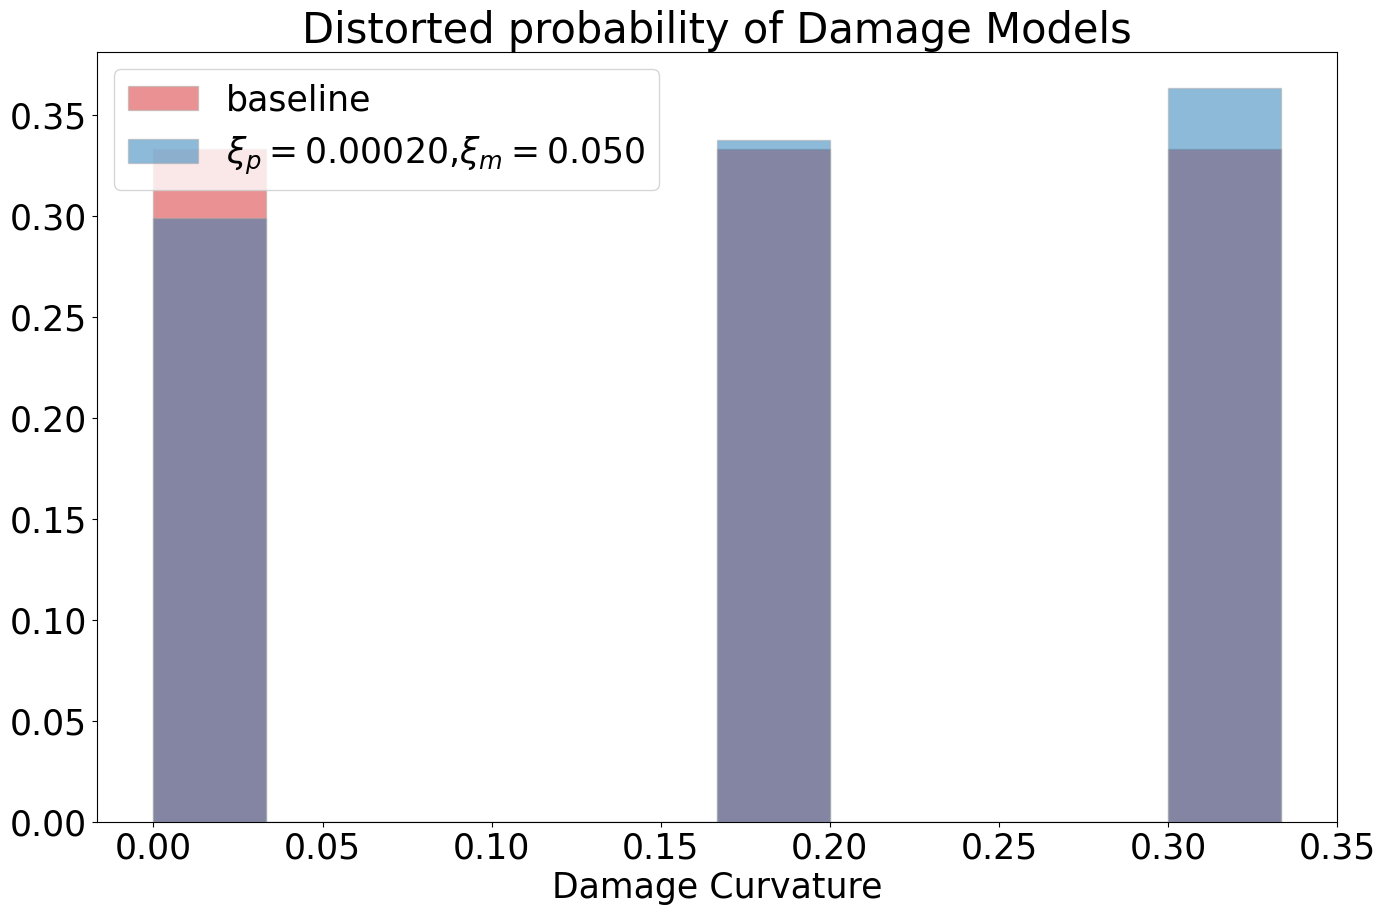 Distorted probability of Damage Models
baseline
ξₚ = 0.00020,ξₘ = 0.050
0.35
0.30
0.25
0.20
0.15
0.10
0.05
0.00
0.00 0.05 0.10 0.15 0.20 0.25 0.30 0.35
Damage Curvature